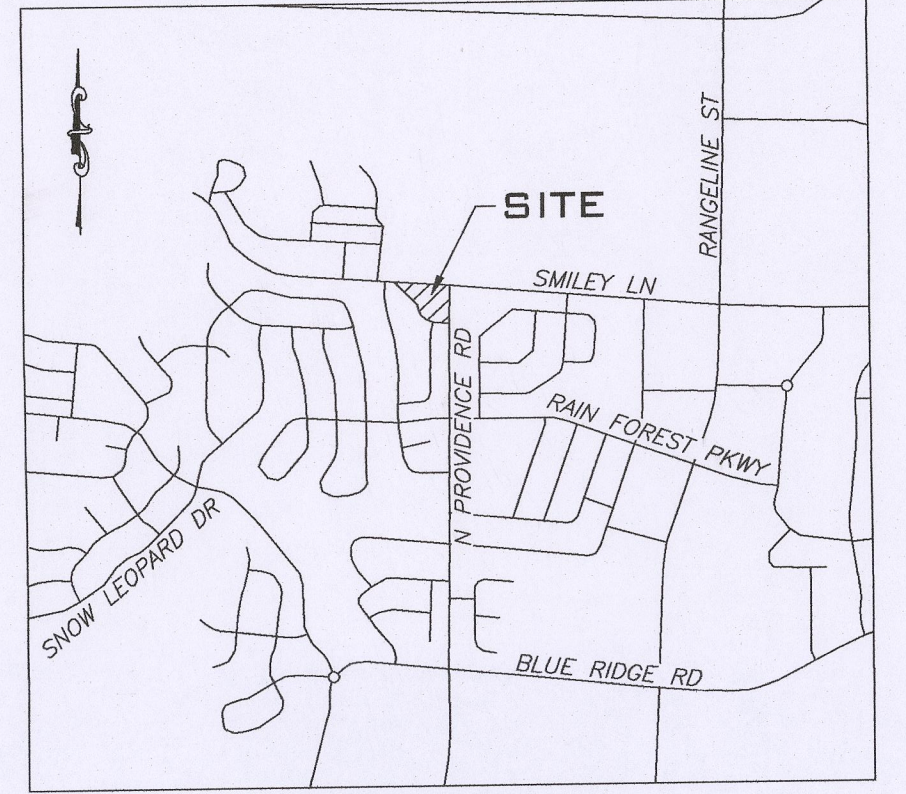 RANGELINE ST
SITE
SMILEY LN
N PROVIDENCE RD
RAIN FOREST PKWY
SNOW LEOPARD DR
BLUE RIDGE RD